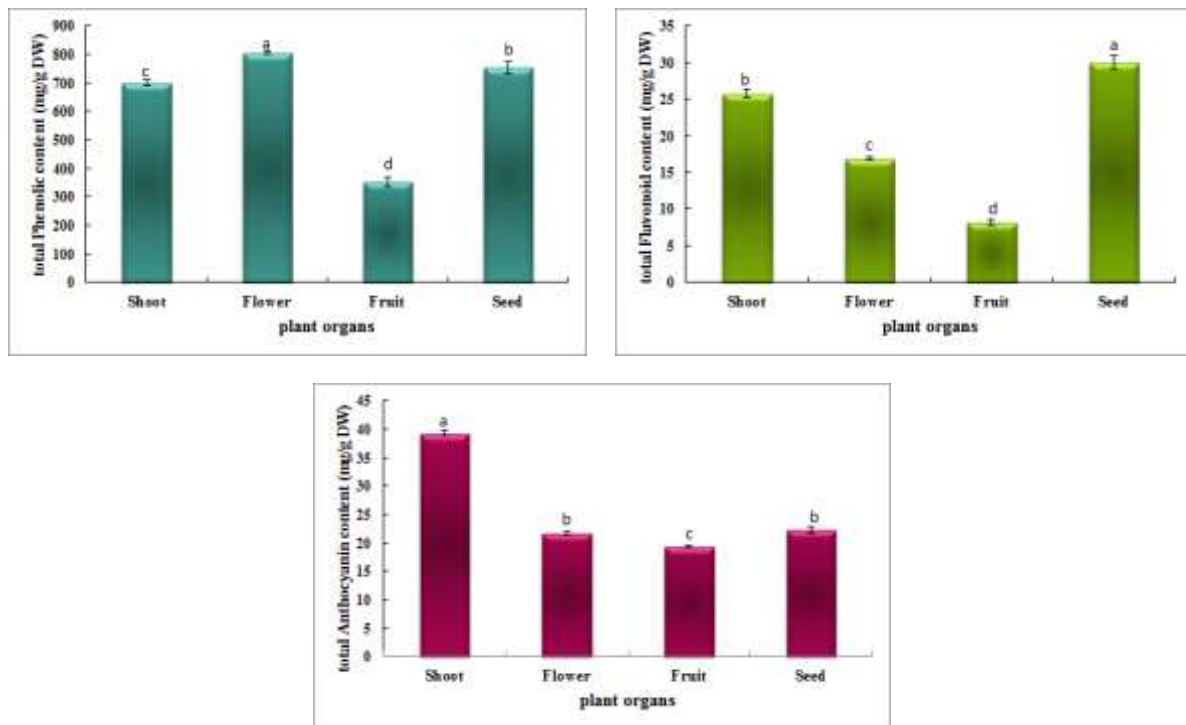 total Phenolic content (mg/g DW)
900
800
700
600
500
400
300
200
100
0
c
a
d
b
Shoot Flower Fruit Seed
plant organs
total Flavonoid content (mg/g DW)
35
30
25
20
15
10
5
0
b
c
d
a
Shoot Flower Fruit Seed
plant organs
total Anthocyanin content (mg/g DW)
45
40
35
30
25
20
15
10
5
0
a
b
c
b
Shoot Flower Fruit Seed
plant organs